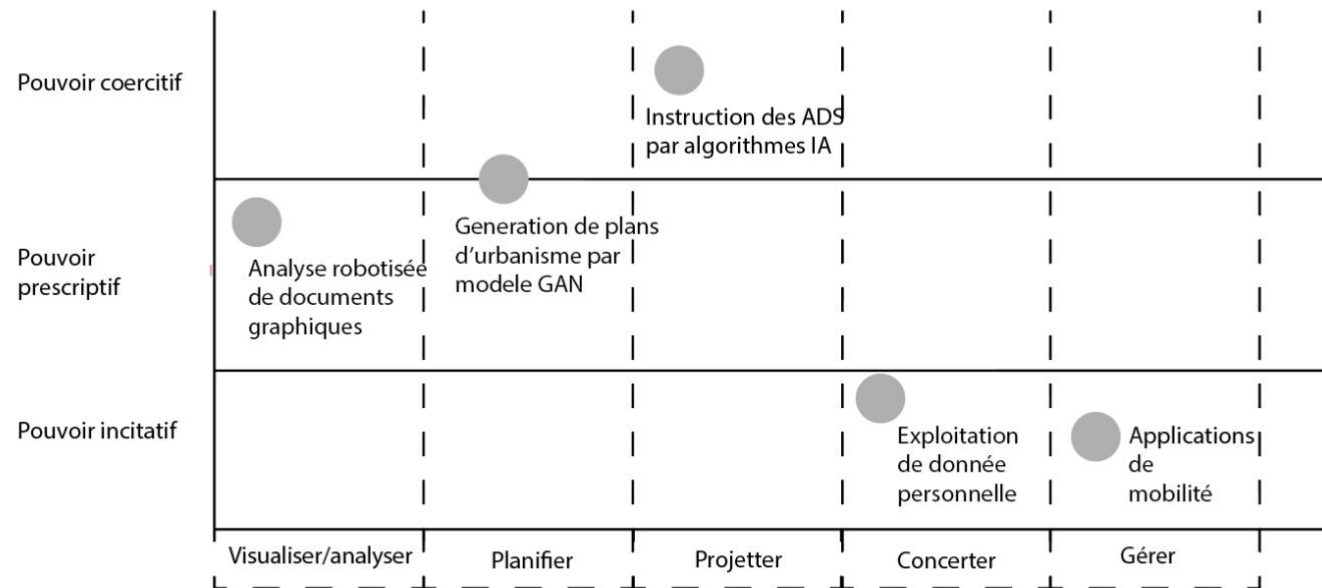 Pouvoir coercitif
Instruction des ADS
par algorithmes IA
Pouvoir
prescriptif
Analyse robotisée
de documents
graphiques
Generation de plans
d'urbanisme par
modele GAN
Pouvoir incitatif
Exploitation
de donnée
personnelle
Applications
de
mobilité
Visualiser/analyser
Planifier
Projetter
Concerter
Gérer